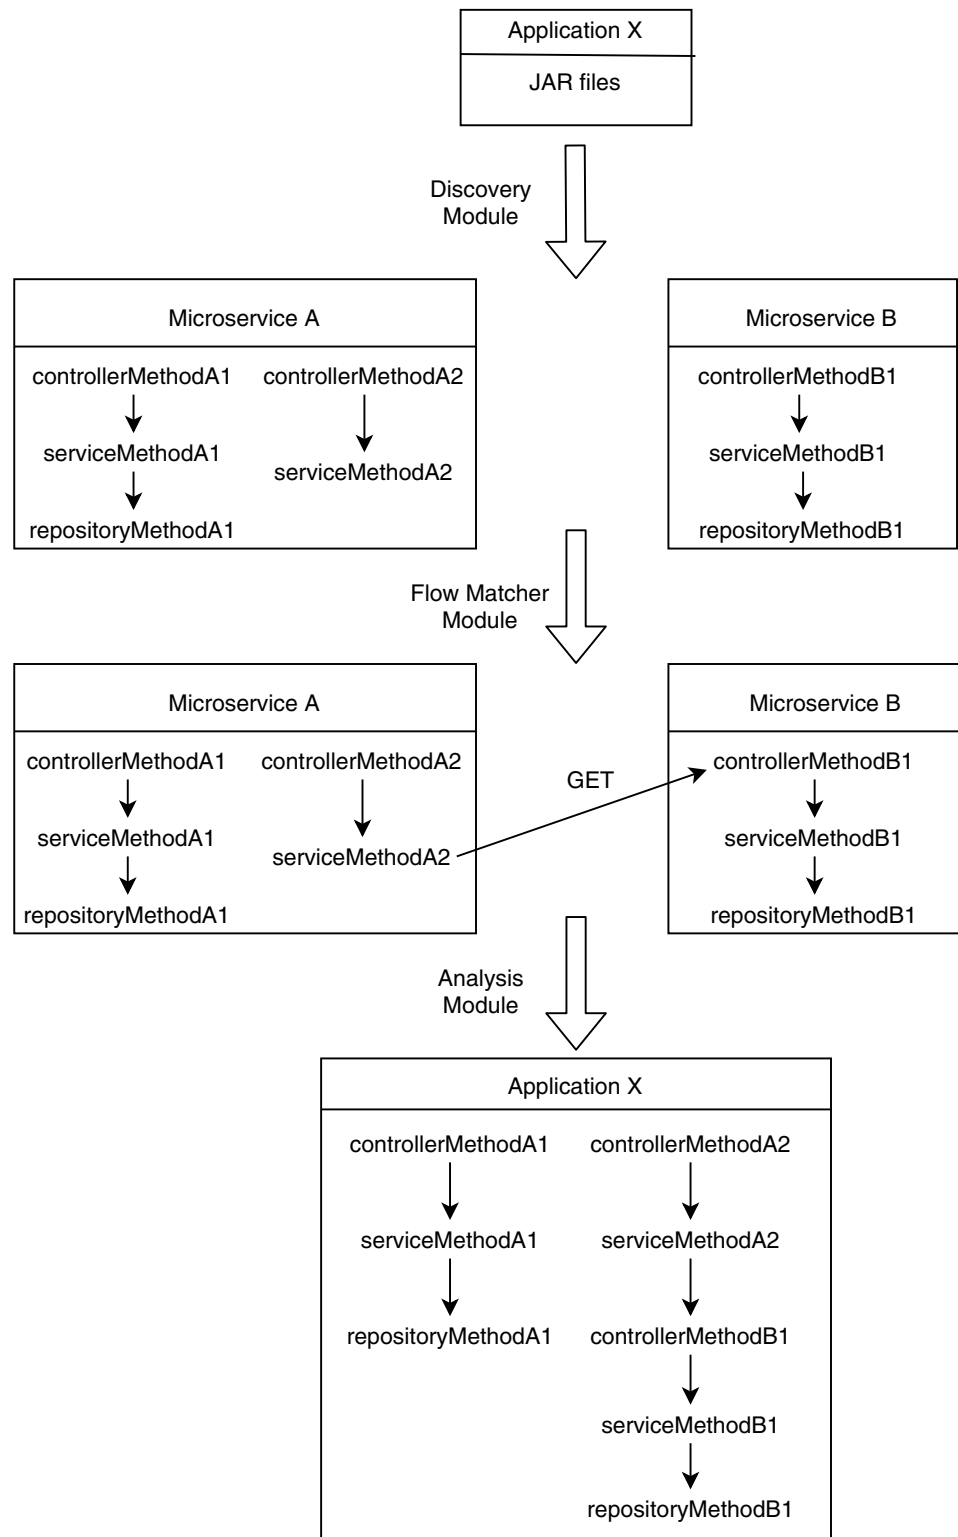 Application X
JAR files
Discovery
Module
Microservice A
controllerMethodA1 controllerMethodA2
serviceMethodA1
serviceMethodA2
repositoryMethodA1
Microservice B
controllerMethodB1
serviceMethodB1
repositoryMethodB1
Flow Matcher
Module
Microservice A
controllerMethodA1 controllerMethodA2
serviceMethodA1
serviceMethodA2
repositoryMethodA1
GET
Microservice B
controllerMethodB1
serviceMethodB1
repositoryMethodB1
Analysis
Module
Application X
controllerMethodA1 controllerMethodA2
serviceMethodA1 serviceMethodA2
repositoryMethodA1 controllerMethodB1
serviceMethodB1
repositoryMethodB1